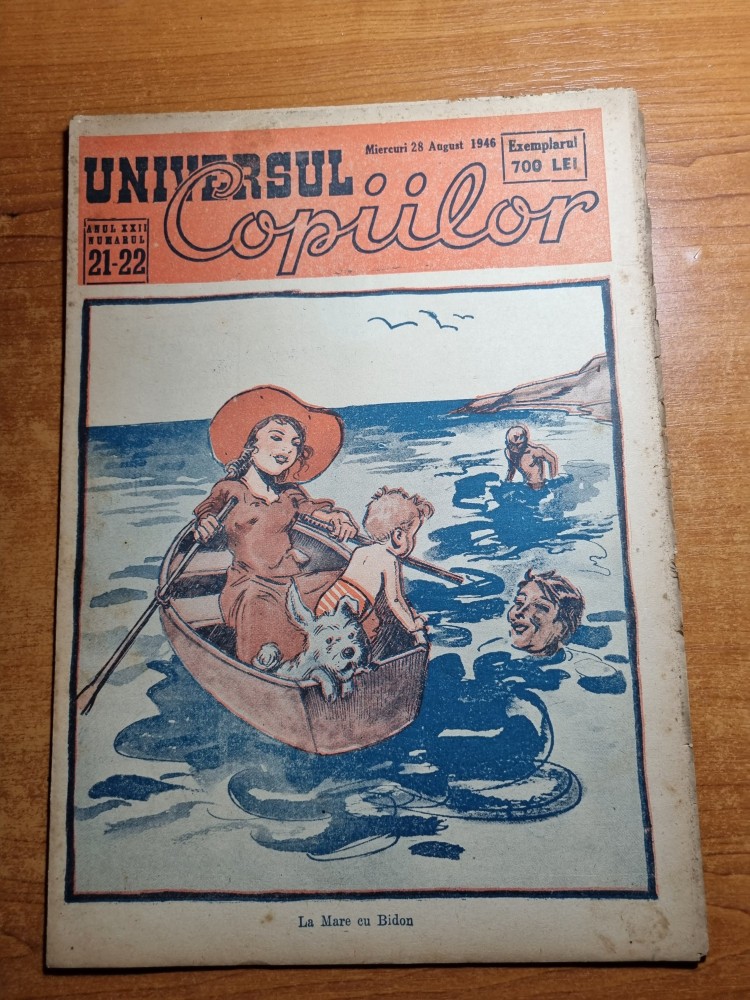 Miercuri 28 August 1946
Exemplarul
700 LEI
UNIVERSUL
Copiilor
ANUL XXII
NUMARUL
21-22
La Mare cu Bidon